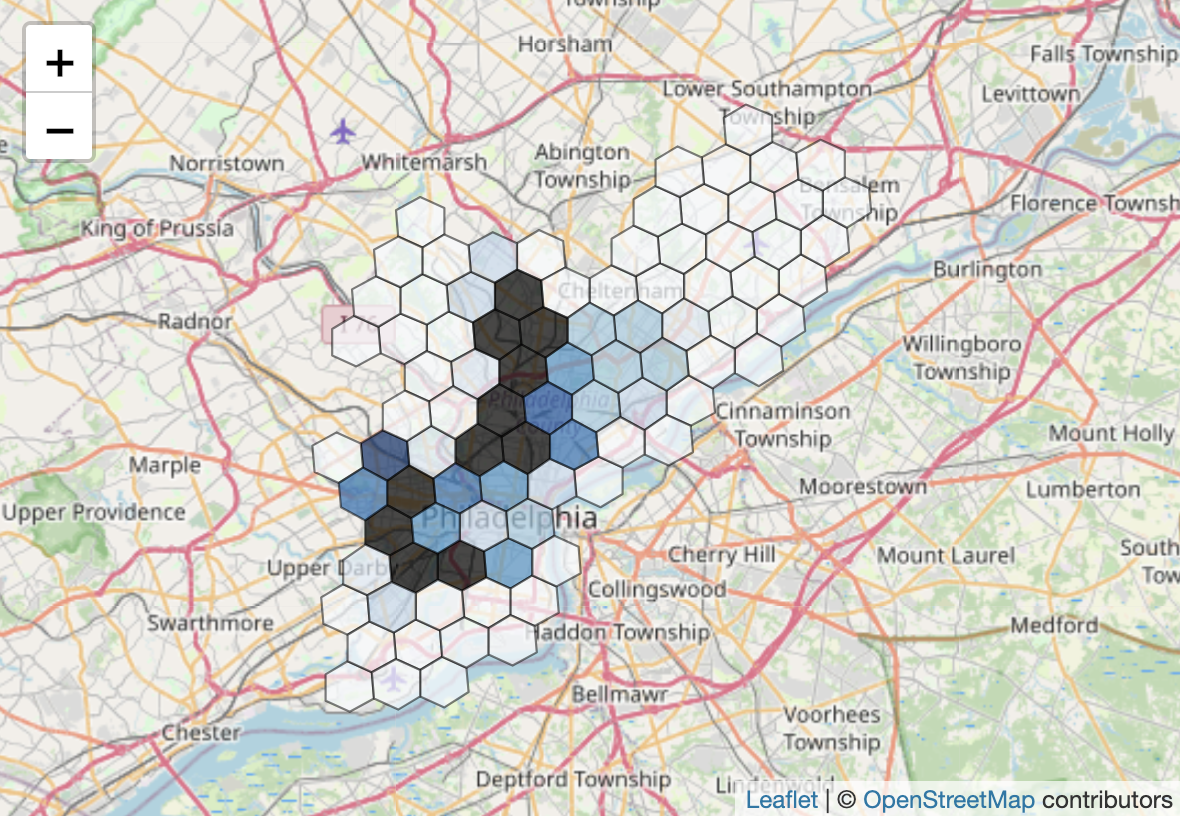 +
−
Township
Horsham
Falls Township
Lower Southampton
Township
Levittown
Norristown
Whitemarsh
Abington
Township
Bensalem
Township
Florence Townsh
King of Prussia
Burlington
Cheltenham
I 76
Radnor
Willingboro
Township
Philadelphia
Cinnaminson
Township
Mount Holly
Marple
Moorestown
Lumberton
Upper Providence
Philadelphia
Cherry Hill
Mount Laurel
South
Tow
Upper Darby
Collingswood
Swarthmore
Haddon Township
Medford
Bellmawr
Chester
Voorhees
Township
Deptford Township
Lindenwold
Leaflet | © OpenStreetMap contributors